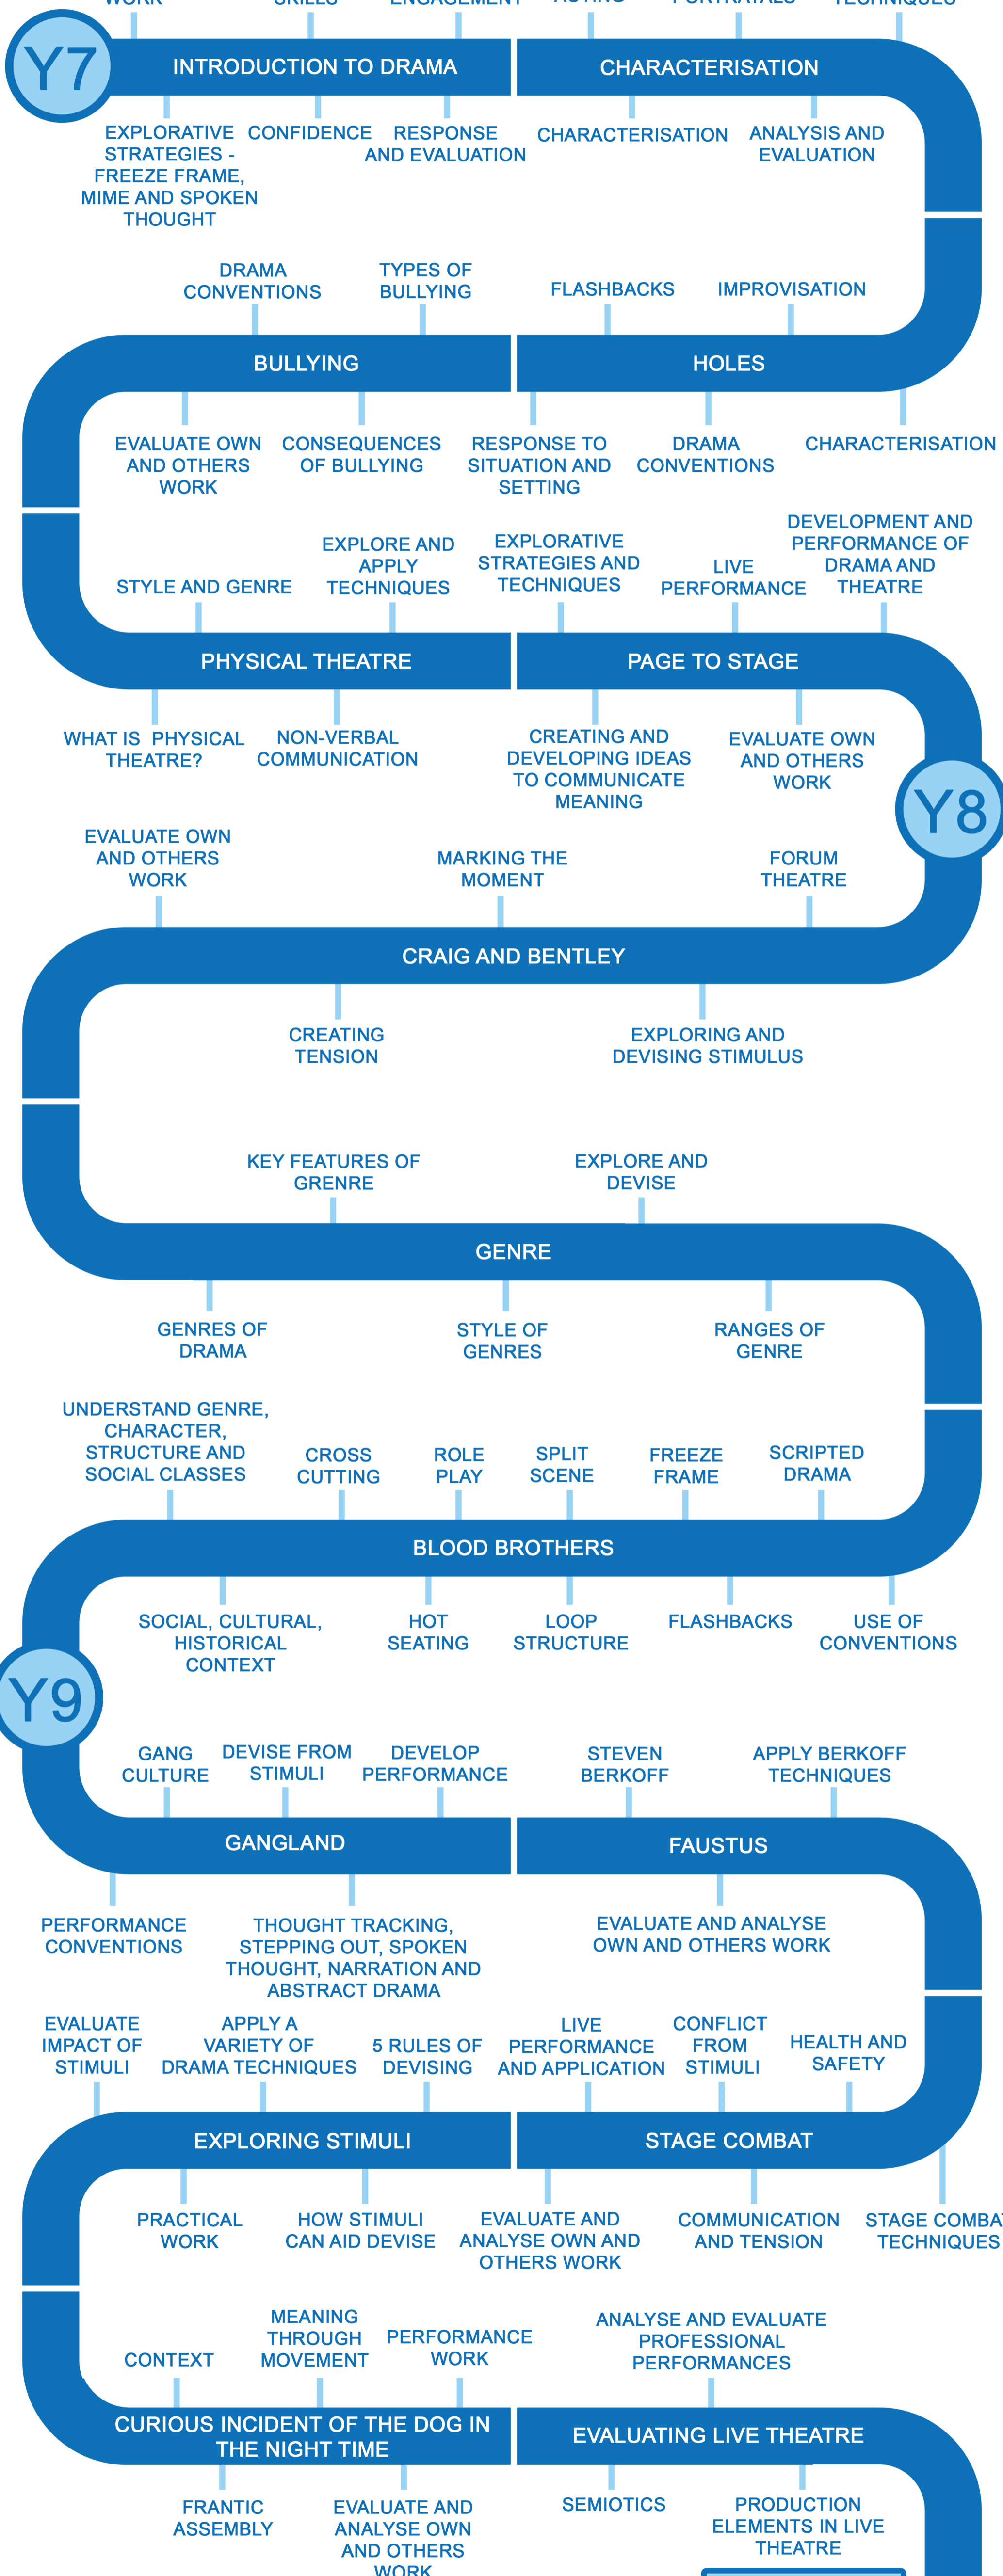 WORK
SKILLS
ENGAGEMENT
ACTING
PORTRAYALS
TECHNIQUES
Y7
INTRODUCTION TO DRAMA
CHARACTERISATION
EXPLORATIVE
STRATEGIES -
FREEZE FRAME,
MIME AND SPOKEN
THOUGHT
CONFIDENCE
RESPONSE
AND EVALUATION
CHARACTERISATION
ANALYSIS AND
EVALUATION
DRAMA
CONVENTIONS
TYPES OF
BULLYING
FLASHBACKS
IMPROVISATION
BULLYING
HOLES
EVALUATE OWN
AND OTHERS
WORK
CONSEQUENCES
OF BULLYING
RESPONSE TO
SITUATION AND
SETTING
DRAMA
CONVENTIONS
CHARACTERISATION
STYLE AND GENRE
EXPLORE AND
APPLY
TECHNIQUES
EXPLORATIVE
STRATEGIES AND
TECHNIQUES
LIVE
PERFORMANCE
DEVELOPMENT AND
PERFORMANCE OF
DRAMA AND
THEATRE
PHYSICAL THEATRE
PAGE TO STAGE
WHAT IS PHYSICAL
THEATRE?
NON-VERBAL
COMMUNICATION
CREATING AND
DEVELOPING IDEAS
TO COMMUNICATE
MEANING
EVALUATE OWN
AND OTHERS
WORK
Y8
EVALUATE OWN
AND OTHERS
WORK
MARKING THE
MOMENT
FORUM
THEATRE
CRAIG AND BENTLEY
CREATING
TENSION
EXPLORING AND
DEVISING STIMULUS
KEY FEATURES OF
GRENRE
EXPLORE AND
DEVISE
GENRE
GENRES OF
DRAMA
STYLE OF
GENRES
RANGES OF
GENRE
UNDERSTAND GENRE,
CHARACTER,
STRUCTURE AND
SOCIAL CLASSES
CROSS
CUTTING
ROLE
PLAY
SPLIT
SCENE
FREEZE
FRAME
SCRIPTED
DRAMA
BLOOD BROTHERS
SOCIAL, CULTURAL,
HISTORICAL
CONTEXT
HOT
SEATING
LOOP
STRUCTURE
FLASHBACKS
USE OF
CONVENTIONS
Y9
GANG
CULTURE
DEVISE FROM
STIMULI
DEVELOP
PERFORMANCE
STEVEN
BERKOFF
APPLY BERKOFF
TECHNIQUES
GANGLAND
FAUSTUS
PERFORMANCE
CONVENTIONS
THOUGHT TRACKING,
STEPPING OUT, SPOKEN
THOUGHT, NARRATION AND
ABSTRACT DRAMA
EVALUATE AND ANALYSE
OWN AND OTHERS WORK
EVALUATE
IMPACT OF
STIMULI
APPLY A
VARIETY OF
DRAMA TECHNIQUES
5 RULES OF
DEVISING
LIVE
PERFORMANCE
AND APPLICATION
CONFLICT
FROM
STIMULI
HEALTH AND
SAFETY
EXPLORING STIMULI
STAGE COMBAT
PRACTICAL
WORK
HOW STIMULI
CAN AID DEVISE
EVALUATE AND
ANALYSE OWN AND
OTHERS WORK
COMMUNICATION
AND TENSION
STAGE COMBAT
TECHNIQUES
CONTEXT
MEANING
THROUGH
MOVEMENT
PERFORMANCE
WORK
ANALYSE AND EVALUATE
PROFESSIONAL
PERFORMANCES
CURIOUS INCIDENT OF THE DOG IN
THE NIGHT TIME
EVALUATING LIVE THEATRE
FRANTIC
ASSEMBLY
EVALUATE AND
ANALYSE OWN
AND OTHERS
WORK
SEMIOTICS
PRODUCTION
ELEMENTS IN LIVE
THEATRE